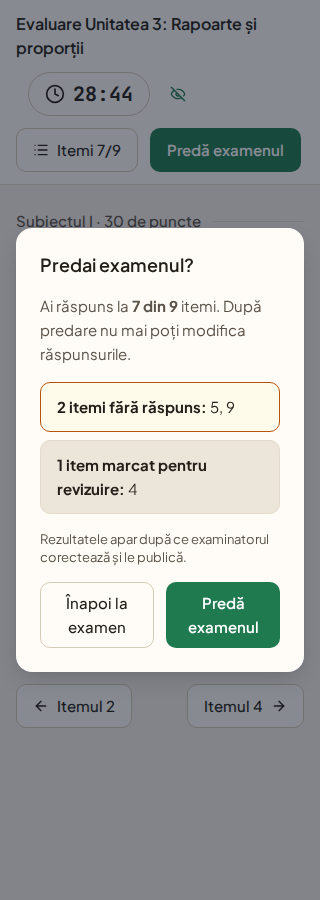 Evaluare Unitatea 3: Rapoarte și
proporții
28:44
Itemi 7/9
Predă examenul
Subiectul I · 30 de puncte
Predai examenul?
Ai răspuns la 7 din 9 itemi. După
predare nu mai poți modifica
răspunsurile.
2 itemi fără răspuns: 5, 9
1 item marcat pentru
revizuire: 4
Rezultatele apar după ce examinatorul
corectează și le publică.
Înapoi la
examen
Predă
examenul
Itemul 2
Itemul 4